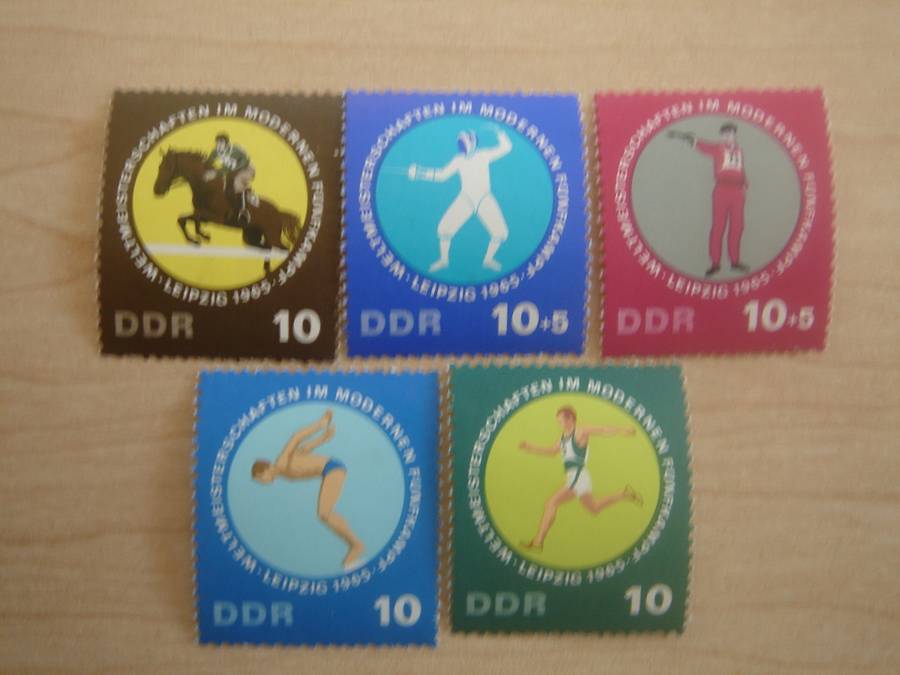 WELTMEISTERSCHAFTEN IM MODERNEN FÜNFKAMPF · LEIPZIG 1965 ·
DDR 10
WELTMEISTERSCHAFTEN IM MODERNEN FÜNFKAMPF · LEIPZIG 1965 ·
DDR 10+5
WELTMEISTERSCHAFTEN IM MODERNEN FÜNFKAMPF · LEIPZIG 1965 ·
DDR 10+5
WELTMEISTERSCHAFTEN IM MODERNEN FÜNFKAMPF · LEIPZIG 1965 ·
DDR 10
WELTMEISTERSCHAFTEN IM MODERNEN FÜNFKAMPF · LEIPZIG 1965 ·
DDR 10